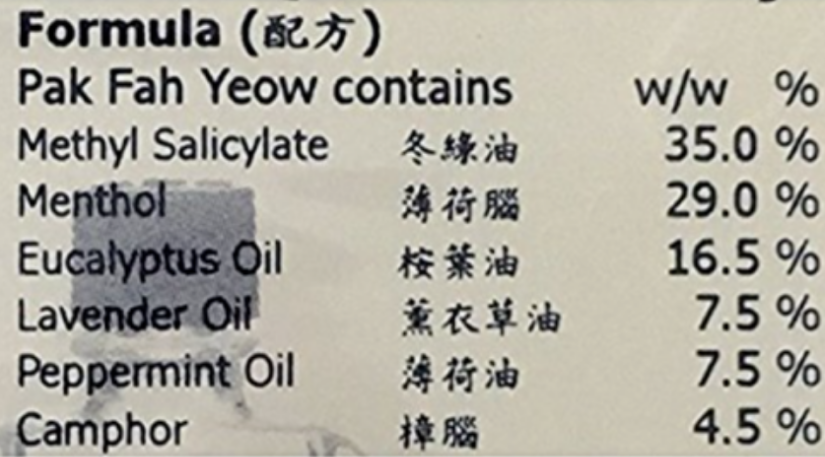 Formula (配方)
Pak Fah Yeow contains w/w %
Methyl Salicylate 冬綠油 35.0 %
Menthol 薄荷腦 29.0 %
Eucalyptus Oil 桉葉油 16.5 %
Lavender Oil 薰衣草油 7.5 %
Peppermint Oil 薄荷油 7.5 %
Camphor 樟腦 4.5 %